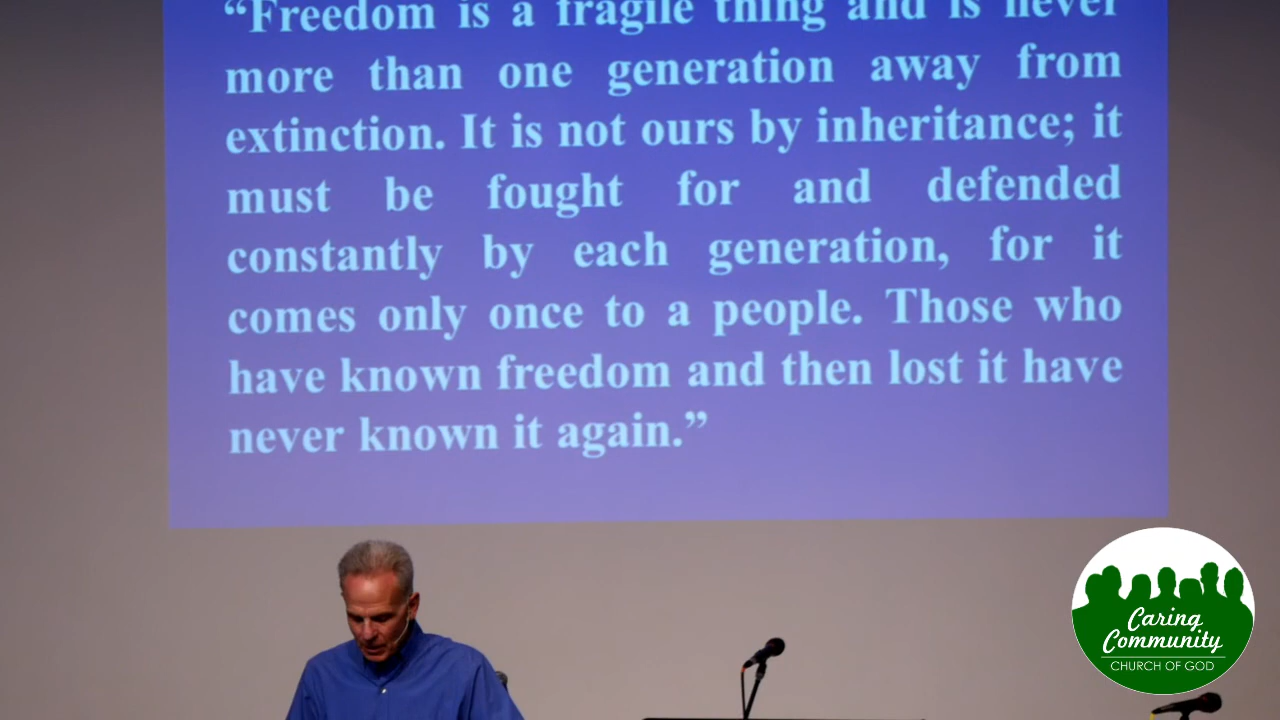 “Freedom is a fragile thing and is never
more than one generation away from
extinction. It is not ours by inheritance; it
must be fought for and defended
constantly by each generation, for it
comes only once to a people. Those who
have known freedom and then lost it have
never known it again.”
Caring
Community
CHURCH OF GOD